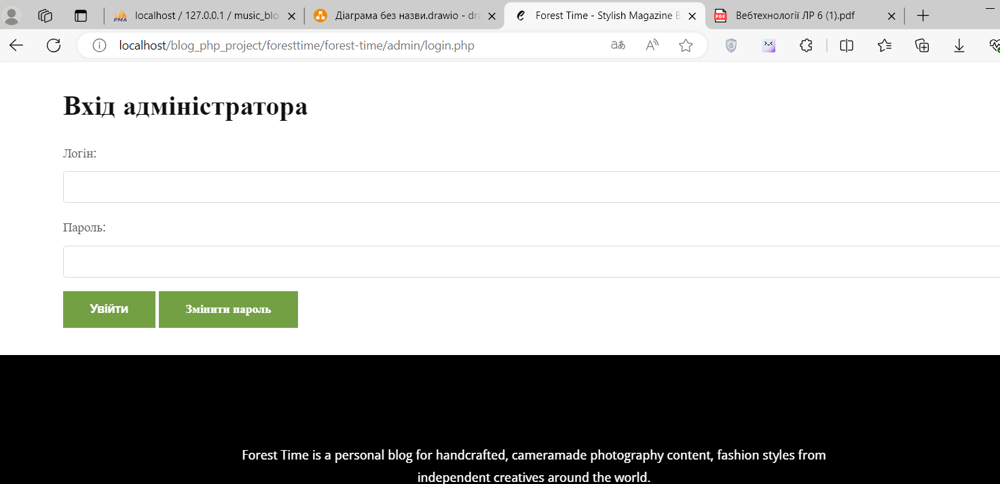 localhost / 127.0.0.1 / music_blo
Діаграма без назви.drawio - dra
Forest Time - Stylish Magazine B
Вебтехнології ЛР 6 (1).pdf
localhost/blog_php_project/foresttime/forest-time/admin/login.php
Вхід адміністратора
Логін:
Пароль:
Увійти
Змінити пароль
Forest Time is a personal blog for handcrafted, cameramade photography content, fashion styles from
independent creatives around the world.